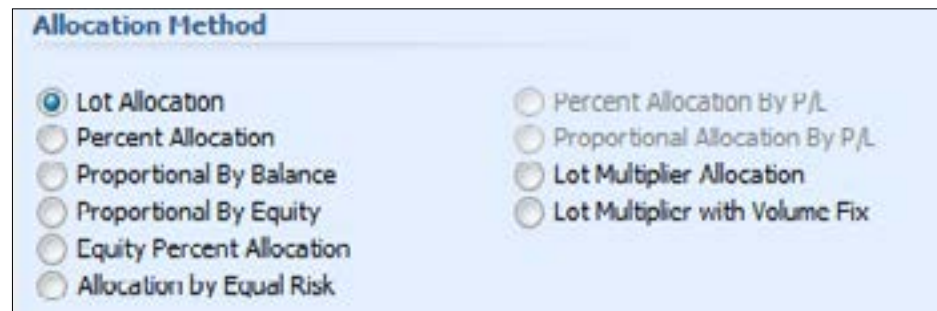 Allocation Method
Lot Allocation
Percent Allocation
Proportional By Balance
Proportional By Equity
Equity Percent Allocation
Allocation by Equal Risk
Percent Allocation By P/L
Proportional Allocation By P/L
Lot Multiplier Allocation
Lot Multiplier with Volume Fix